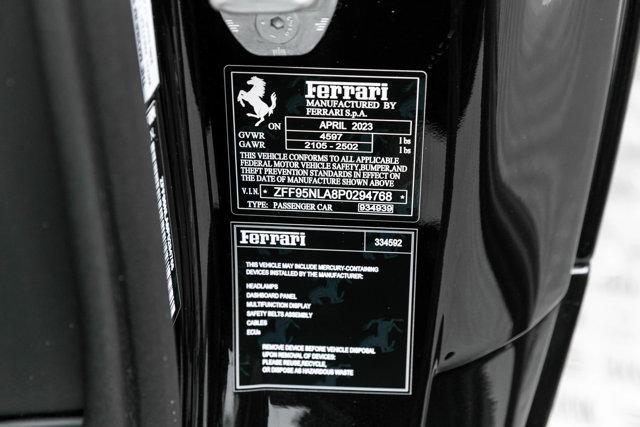 Ferrari
MANUFACTURED BY
FERRARI S.p.A.
ON APRIL 2023
GVWR 4597 lbs
GAWR 2105 - 2502 lbs
THIS VEHICLE CONFORMS TO ALL APPLICABLE
FEDERAL MOTOR VEHICLE SAFETY, BUMPER, AND
THEFT PREVENTION STANDARDS IN EFFECT ON
THE DATE OF MANUFACTURE SHOWN ABOVE
V.I.N. * ZFF95NLA8P0294768 *
TYPE: PASSENGER CAR 934939
Ferrari 334592
THIS VEHICLE MAY INCLUDE MERCURY-CONTAINING
DEVICES INSTALLED BY THE MANUFACTURER:
HEADLAMPS
DASHBOARD PANEL
MULTIFUNCTION DISPLAY
SAFETY BELTS ASSEMBLY
CABLES
ECUs
REMOVE DEVICE BEFORE VEHICLE DISPOSAL
UPON REMOVAL OF DEVICES:
PLEASE REUSE,RECYCLE,
OR DISPOSE AS HAZARDOUS WASTE